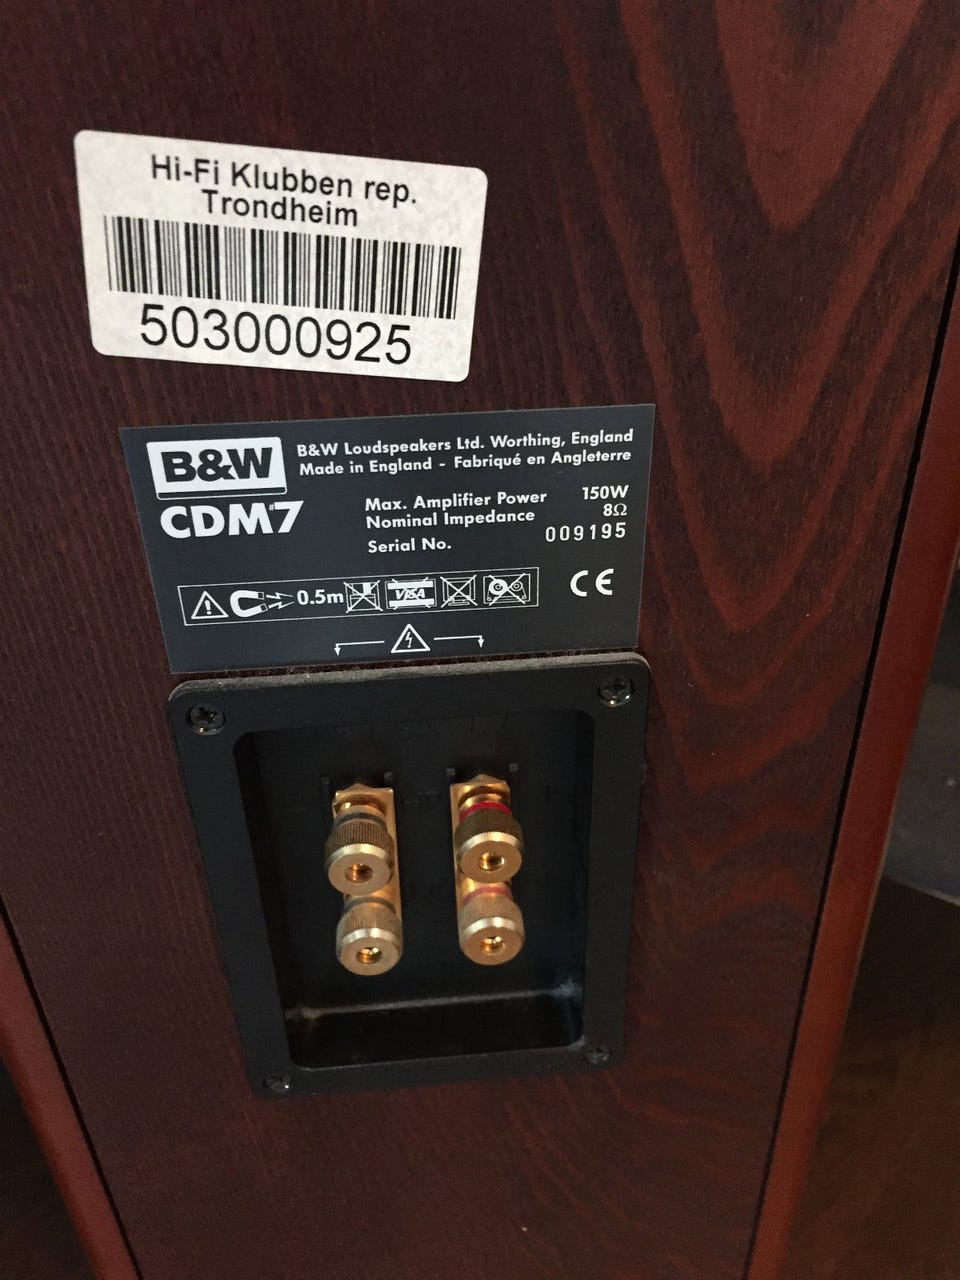 Hi-Fi Klubben rep.
Trondheim
503000925
B&W
CDM7
B&W Loudspeakers Ltd. Worthing, England
Made in England - Fabriqué en Angleterre
Max. Amplifier Power 150W
Nominal Impedance 8Ω
Serial No. 009195
0.5m
VISA
CE